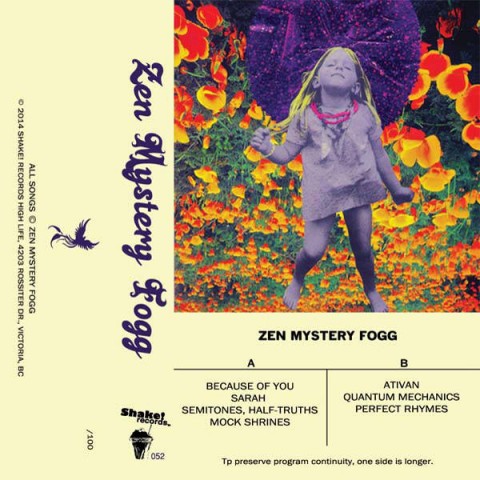 © 2014 SHAKE! RECORDS HIGH LIFE, 4203 ROSSITER DR., VICTORIA, BC
ALL SONGS © ZEN MYSTERY FOGG
/100
Zen Mystery Fogg
Shake!
records
052
ZEN MYSTERY FOGG
A
BECAUSE OF YOU
SARAH
SEMITONES, HALF-TRUTHS
MOCK SHRINES
B
ATIVAN
QUANTUM MECHANICS
PERFECT RHYMES
Tp preserve program continuity, one side is longer.